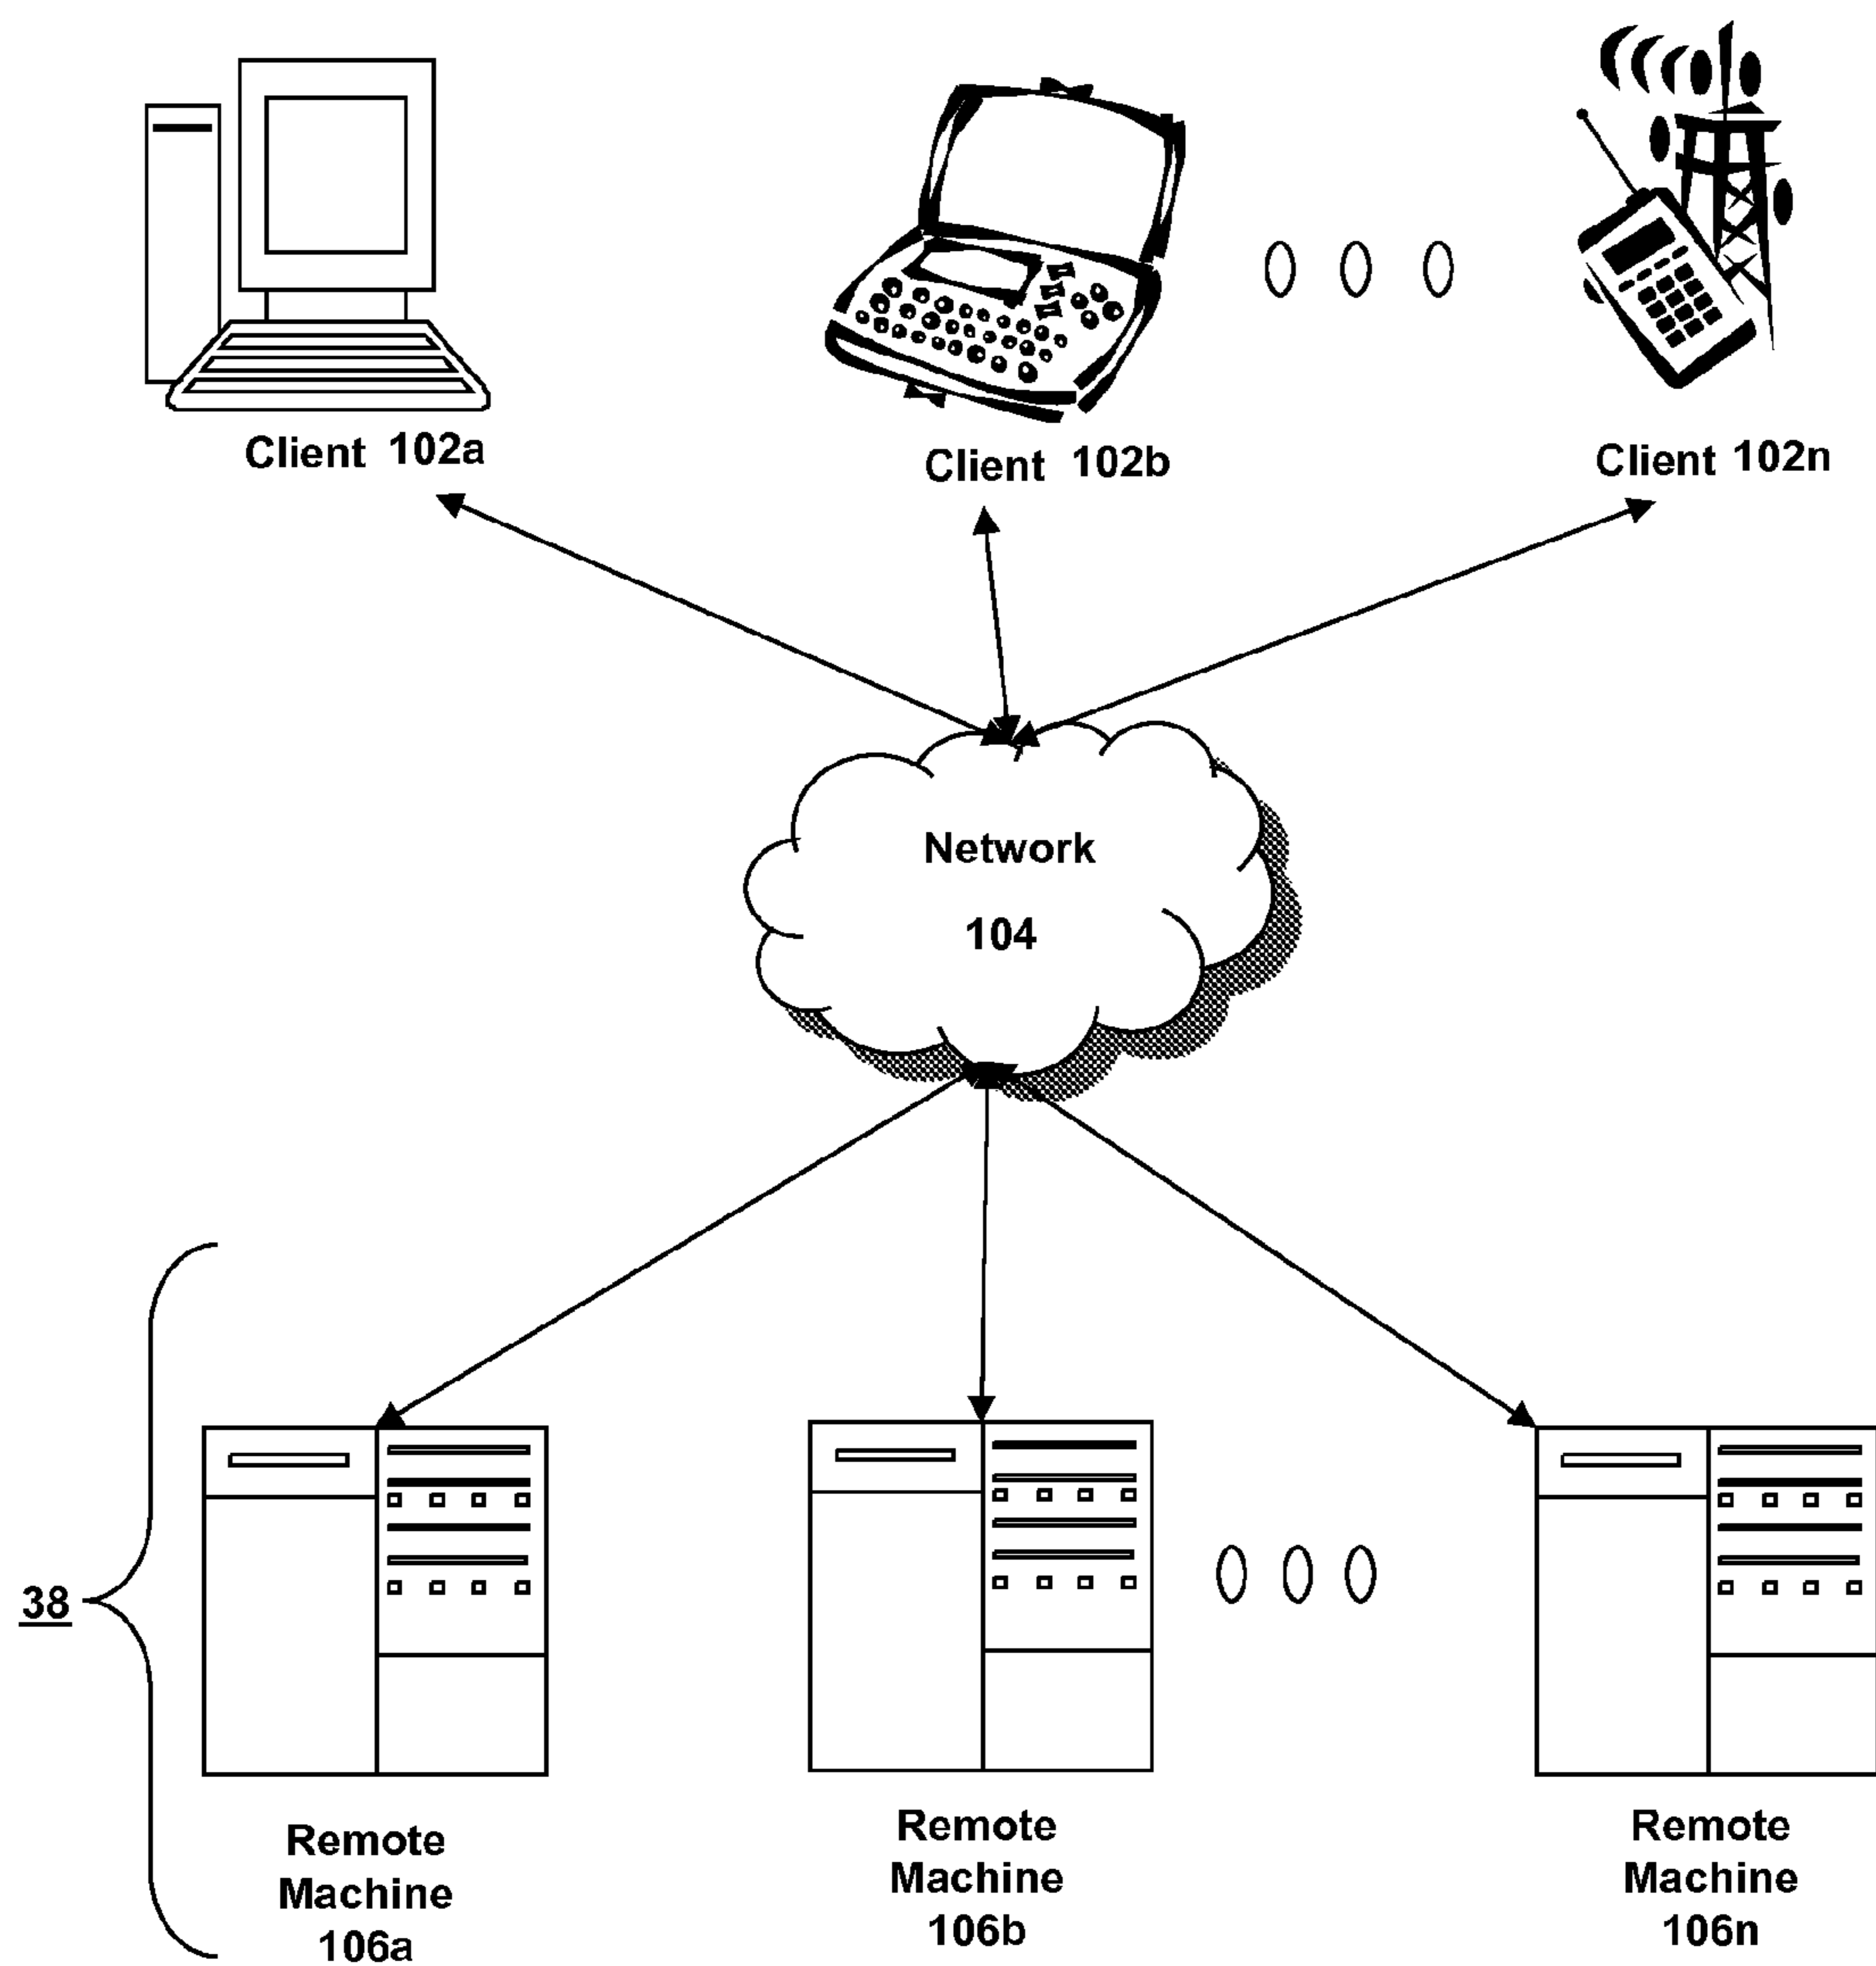 Client 102a
Client 102b
Client 102n
Network
104
38
Remote
Machine
106a
Remote
Machine
106b
Remote
Machine
106n